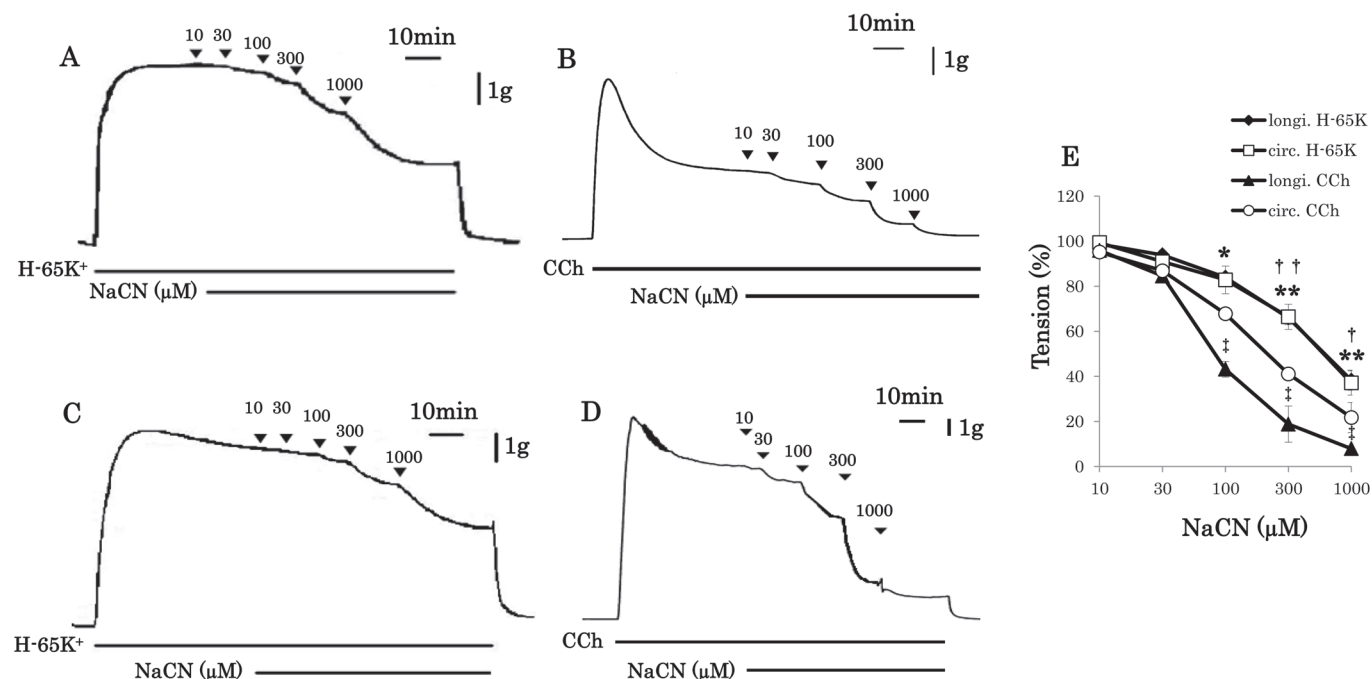 A
10 30 100 300 1000
10min
1g
H-65K+
NaCN (μM)
B
10 30 100 300 1000
10min
1g
CCh
NaCN (μM)
C
10 30 100 300 1000
10min
1g
H-65K+
NaCN (μM)
D
10 30 100 300 1000
10min
1g
CCh
NaCN (μM)
E
longi. H-65K
circ. H-65K
longi. CCh
circ. CCh
Tension (%)
120
100
80
60
40
20
0
*
† †
**
†
**
‡
‡
‡
10 30 100 300 1000
NaCN (μM)